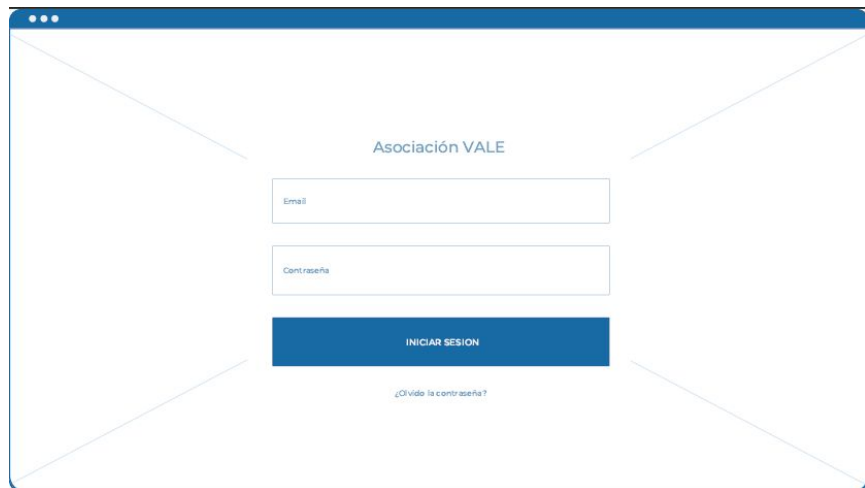 Asociación VALE
Email
Contraseña
INICIAR SESION
¿Olvido la contraseña?